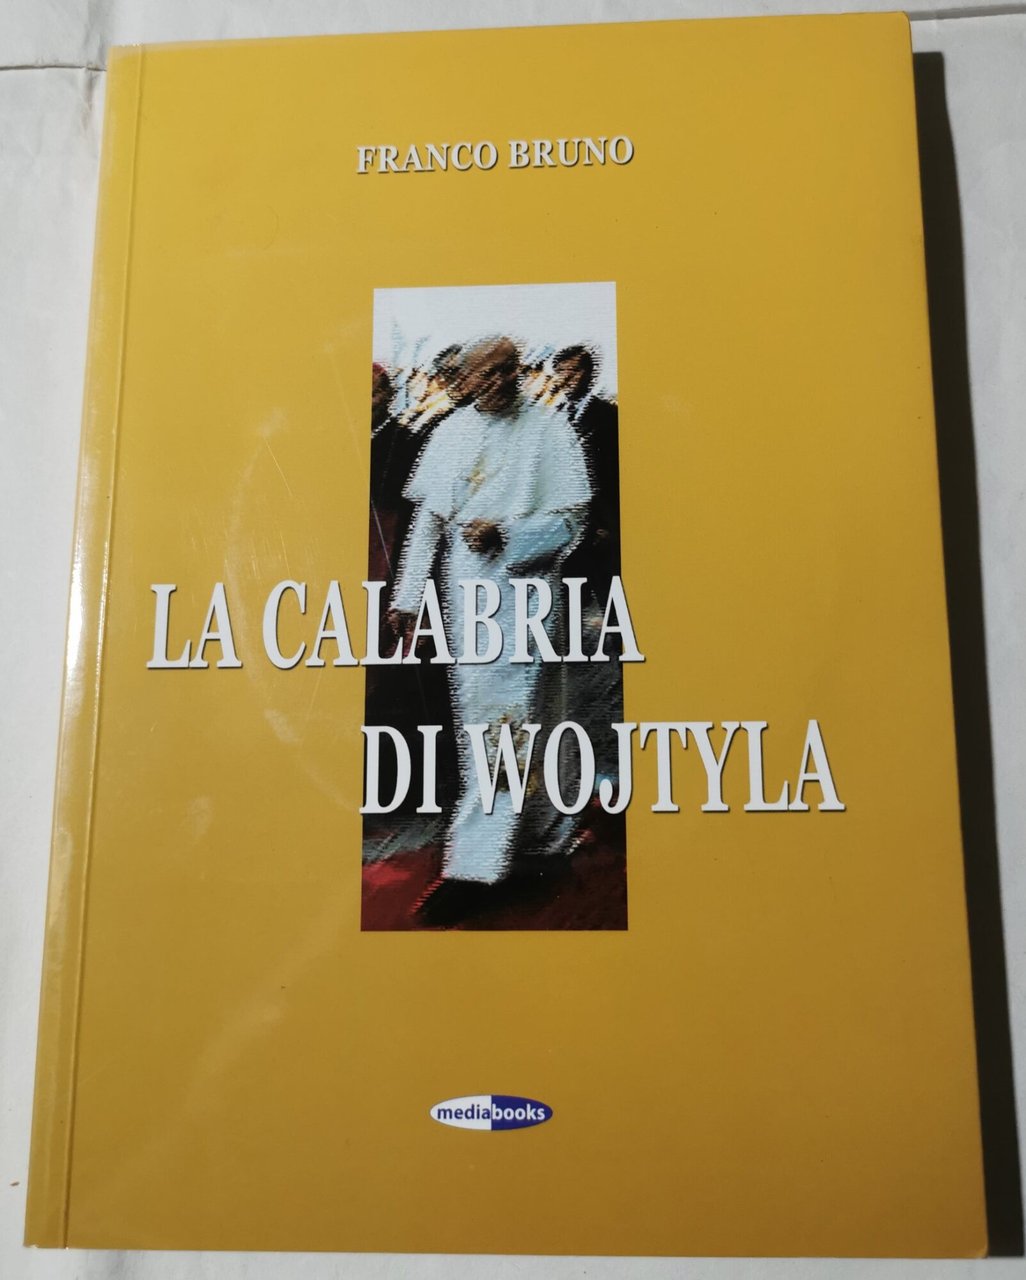 FRANCO BRUNO
LA CALABRIA
DI WOJTYLA
mediabooks